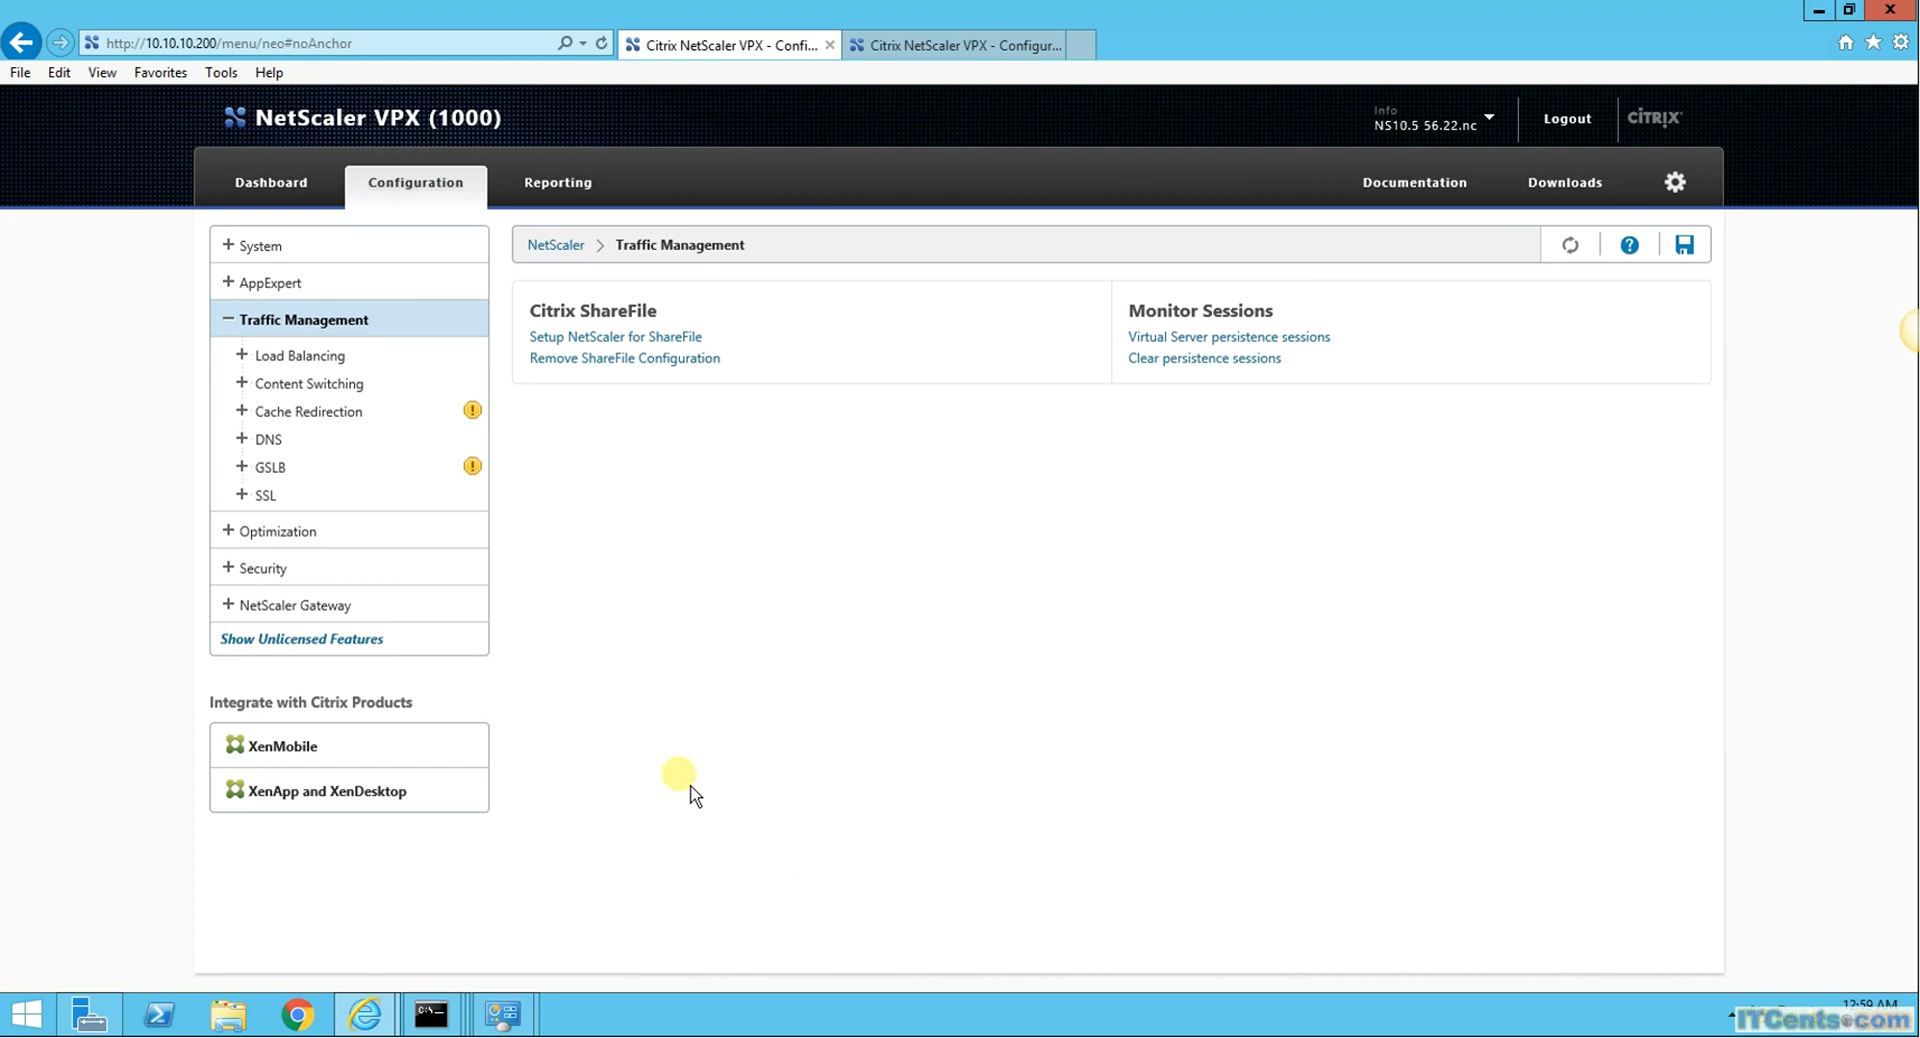 http://10.10.10.200/menu/neo#noAnchor
Citrix NetScaler VPX - Confi...
Citrix NetScaler VPX - Configur...
File Edit View Favorites Tools Help
NetScaler VPX (1000)
Info
NS10.5 56.22.nc
Logout
CITRIX
Dashboard
Configuration
Reporting
Documentation
Downloads
System
AppExpert
Traffic Management
Load Balancing
Content Switching
Cache Redirection
DNS
GSLB
SSL
Optimization
Security
NetScaler Gateway
Show Unlicensed Features
Integrate with Citrix Products
XenMobile
XenApp and XenDesktop
NetScaler > Traffic Management
Citrix ShareFile
Setup NetScaler for ShareFile
Remove ShareFile Configuration
Monitor Sessions
Virtual Server persistence sessions
Clear persistence sessions
C:\
12:59 AM
ITCents.com